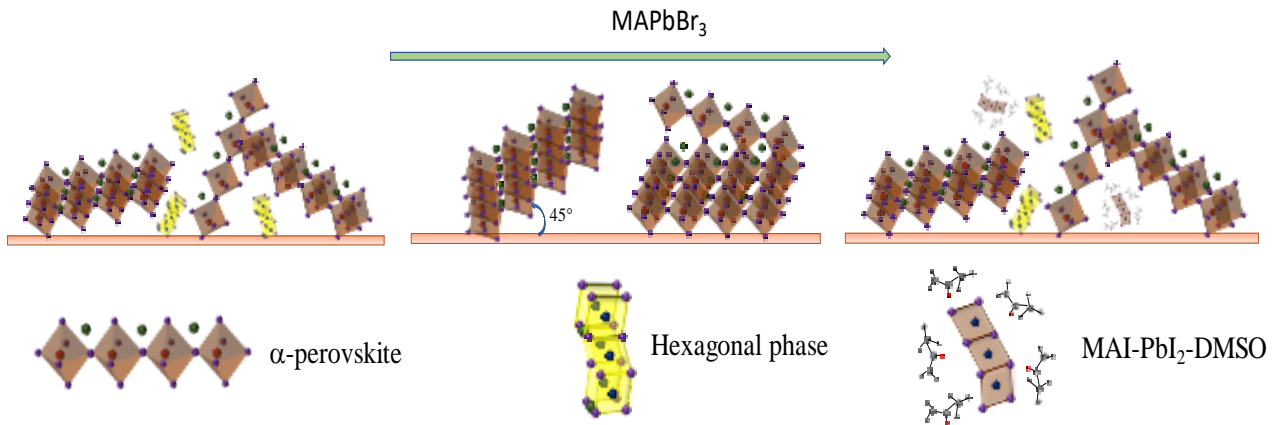 MAPbBr₃
45°
α-perovskite
Hexagonal phase
MAI-PbI₂-DMSO